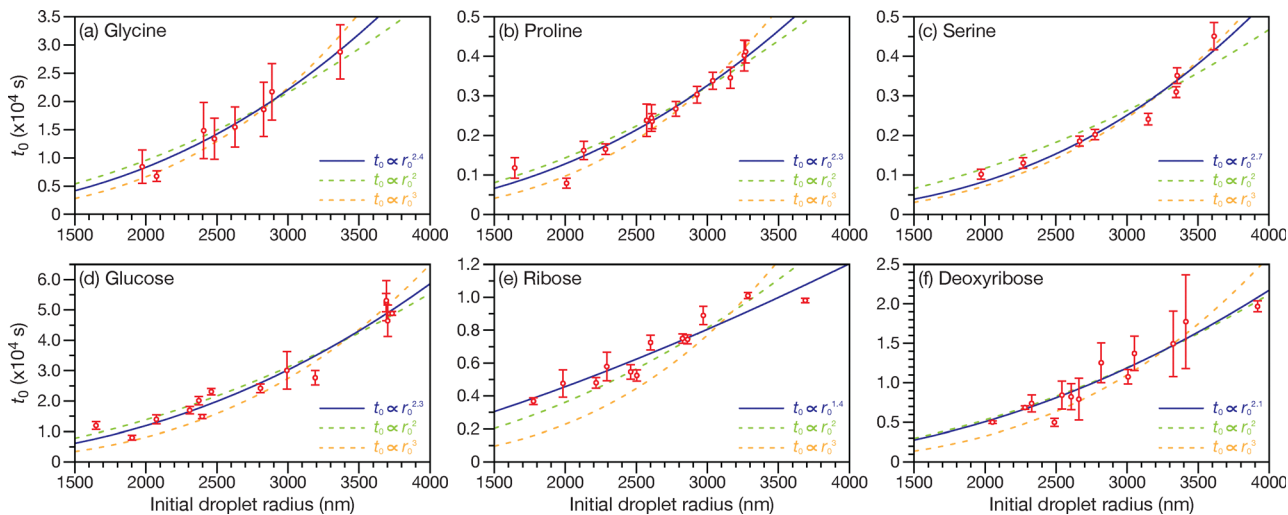 (a) Glycine
t₀ (x10⁴ s)
3.5
3.0
2.5
2.0
1.5
1.0
0.5
0
t₀ ∝ r₀^2.4
t₀ ∝ r₀^2
t₀ ∝ r₀^3
1500 2000 2500 3000 3500 4000
(b) Proline
0.5
0.4
0.3
0.2
0.1
0
t₀ ∝ r₀^2.3
t₀ ∝ r₀^2
t₀ ∝ r₀^3
1500 2000 2500 3000 3500 4000
(c) Serine
0.5
0.4
0.3
0.2
0.1
0
t₀ ∝ r₀^2.7
t₀ ∝ r₀^2
t₀ ∝ r₀^3
1500 2000 2500 3000 3500 4000
(d) Glucose
t₀ (x10⁴ s)
6.0
5.0
4.0
3.0
2.0
1.0
0
t₀ ∝ r₀^2.3
t₀ ∝ r₀^2
t₀ ∝ r₀^3
1500 2000 2500 3000 3500 4000
Initial droplet radius (nm)
(e) Ribose
1.2
1.0
0.8
0.6
0.4
0.2
0
t₀ ∝ r₀^1.4
t₀ ∝ r₀^2
t₀ ∝ r₀^3
1500 2000 2500 3000 3500 4000
Initial droplet radius (nm)
(f) Deoxyribose
2.5
2.0
1.5
1.0
0.5
0
t₀ ∝ r₀^2.1
t₀ ∝ r₀^2
t₀ ∝ r₀^3
1500 2000 2500 3000 3500 4000
Initial droplet radius (nm)